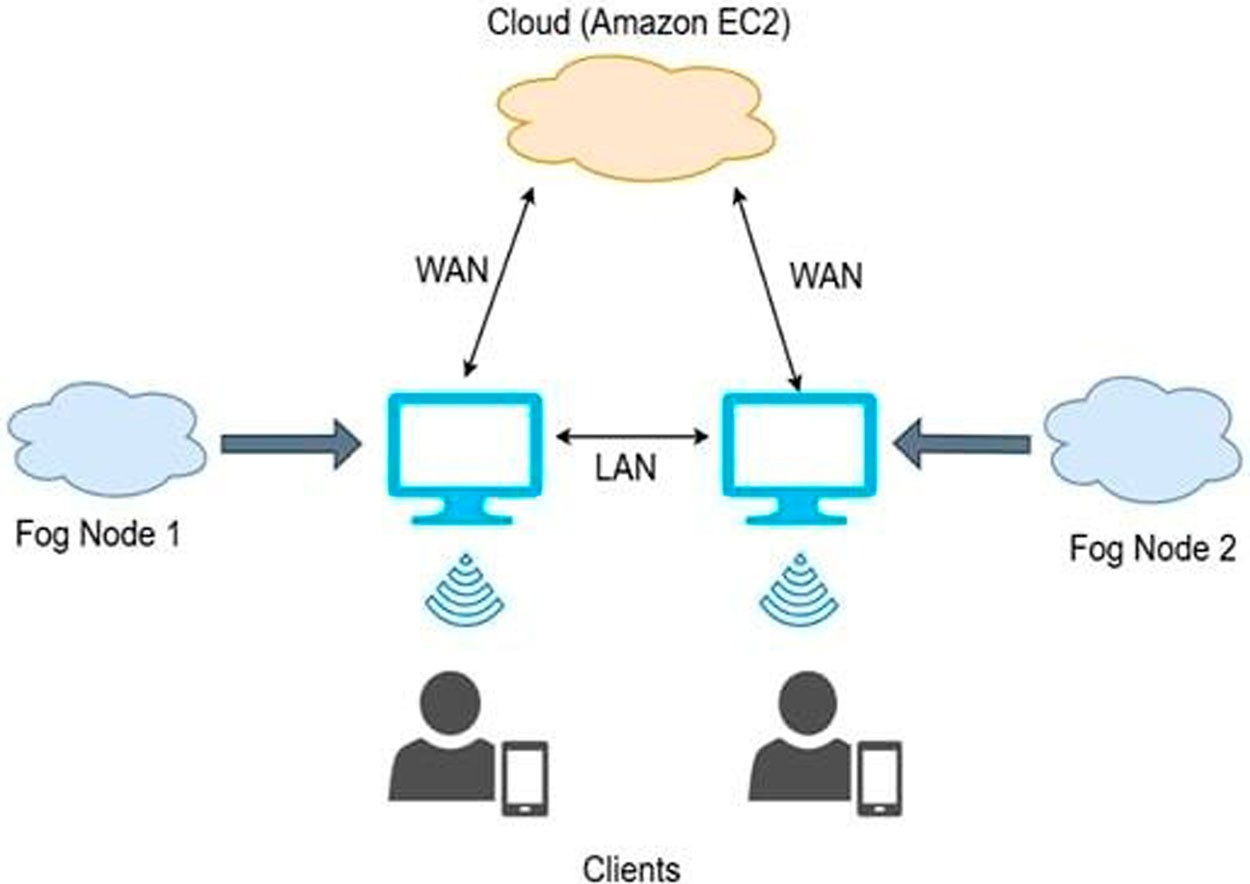 Cloud (Amazon EC2)
WAN
WAN
LAN
Fog Node 1
Fog Node 2
Clients